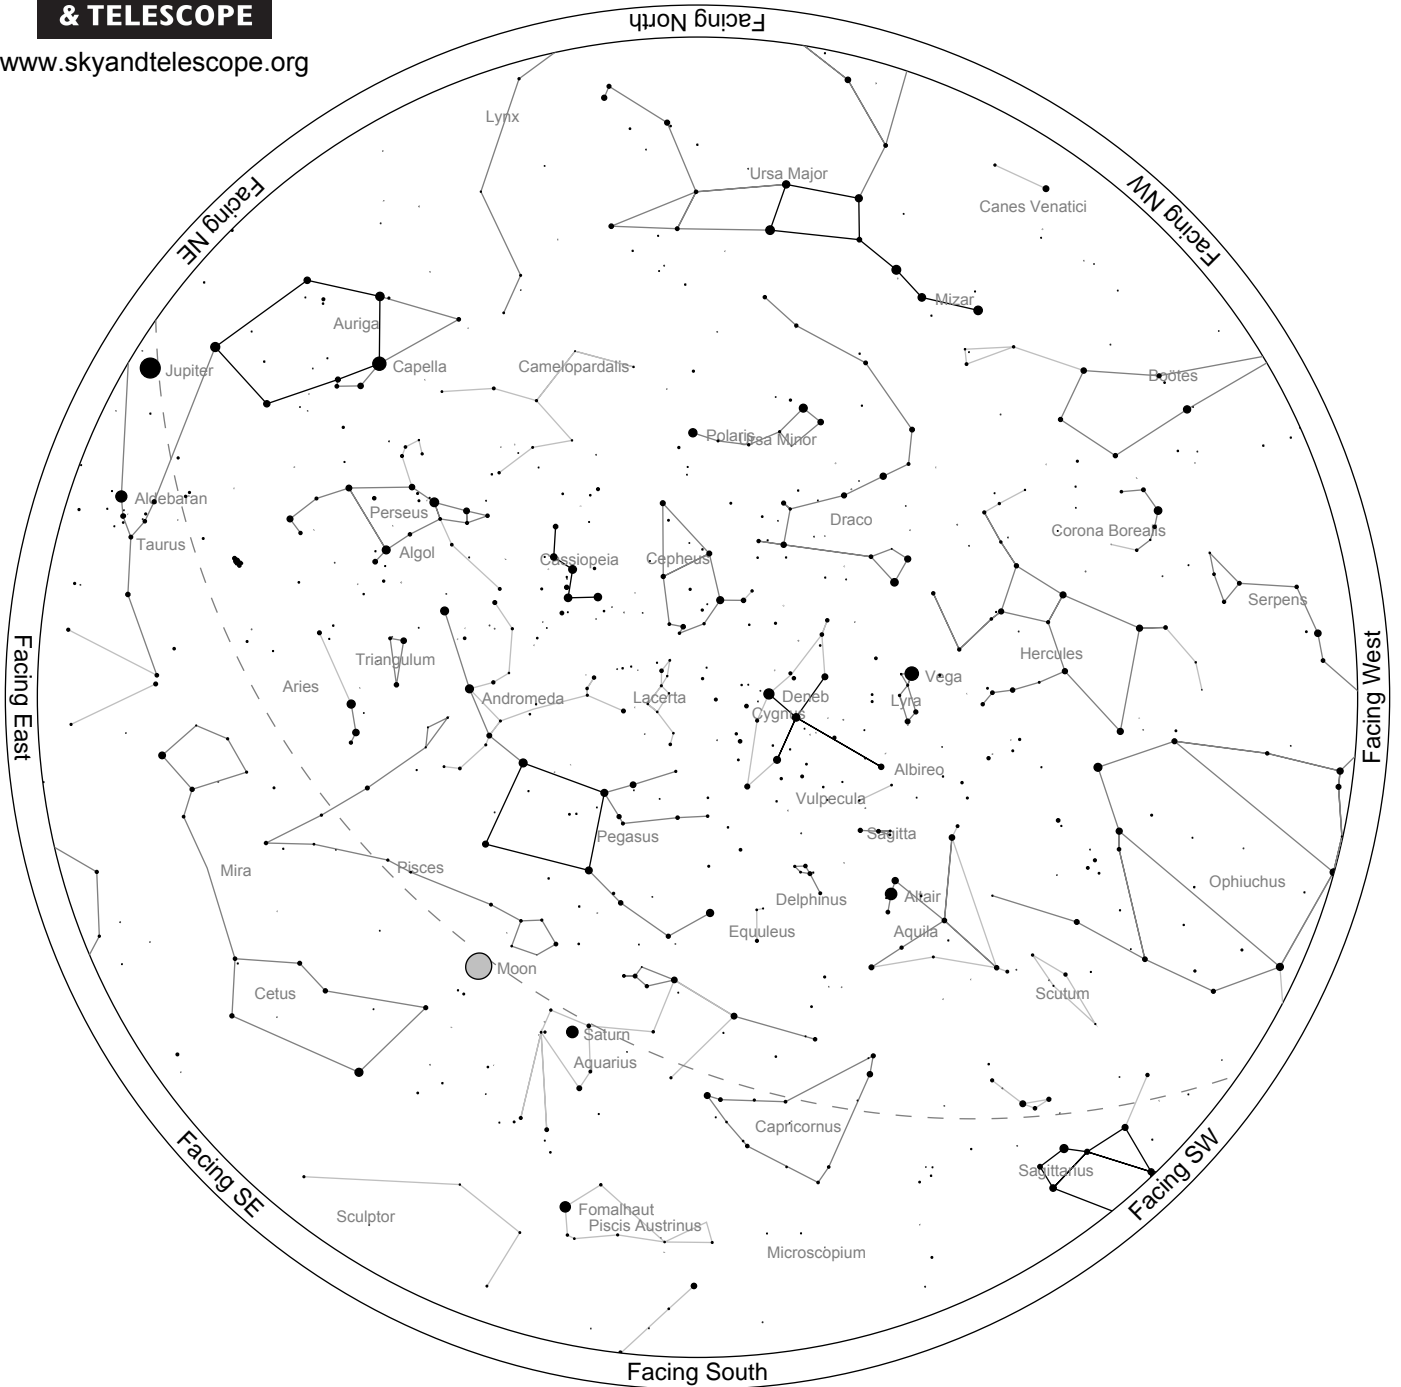 & TELESCOPE
www.skyandtelescope.org
Facing North
Lynx
Ursa Major
Canes Venatici
Facing NE
Facing NW
Mizar
Auriga
Jupiter
Capella
Camelopardalis
Boötes
Polaris
Ursa Minor
Aldebaran
Perseus
Draco
Corona Borealis
Taurus
Algol
Cassiopeia
Cepheus
Serpens
Triangulum
Hercules
Aries
Andromeda
Lacerta
Deneb
Vega
Lyra
Cygnus
Facing East
Facing West
Albireo
Vulpecula
Pegasus
Sagitta
Mira
Pisces
Delphinus
Altair
Ophiuchus
Equuleus
Aquila
Moon
Cetus
Scutum
Saturn
Aquarius
Capricornus
Sagittarius
Facing SE
Facing SW
Sculptor
Fomalhaut
Piscis Austrinus
Microscopium
Facing South